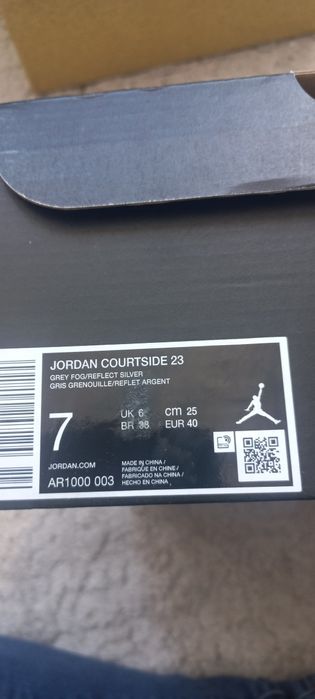 JORDAN COURTSIDE 23
GREY FOG/REFLECT SILVER
GRIS GRENOUILLE/REFLET ARGENT
7
UK 6 cm 25
BR 38 EUR 40
JORDAN.COM
AR1000 003
MADE IN CHINA /
FABRIQUÉ EN CHINE /
FABRICADO NA CHINA /
HECHO EN CHINA